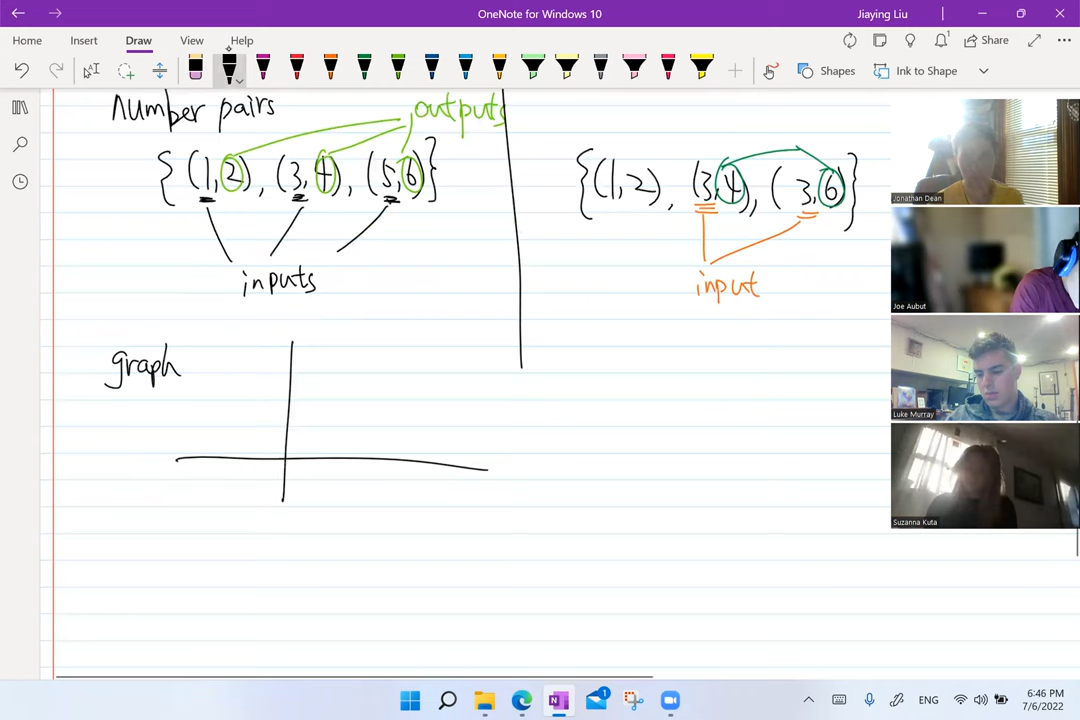 OneNote for Windows 10
Jiaying Liu
Home Insert Draw View Help
Share
Shapes
Ink to Shape
Number pairs
outputs
{ (1,2), (3,4), (5,6) }
{ (1,2), (3,4), (3,6) }
inputs
input
graph
Jonathan Dean
Joe Aubut
Luke Murray
Suzanna Kuta
1
ENG
6:46 PM
7/6/2022